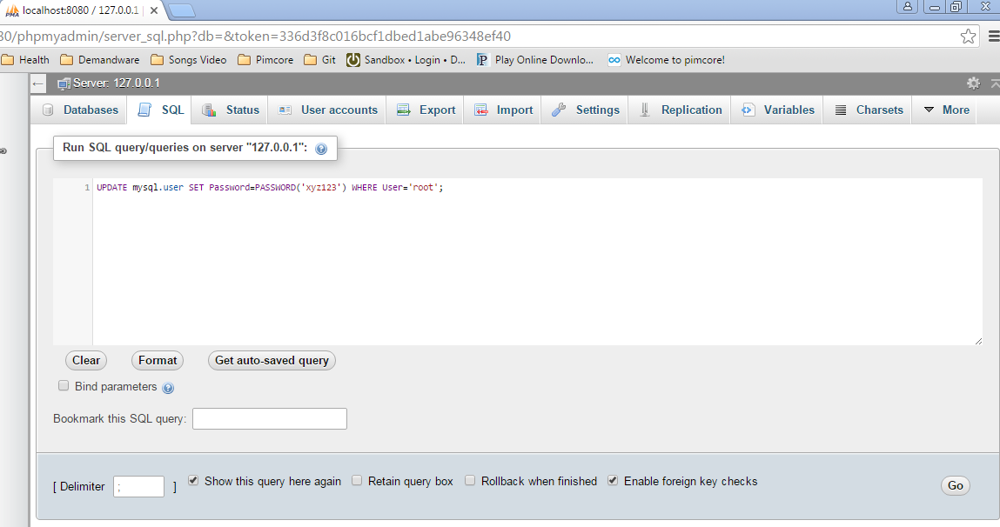 localhost:8080 / 127.0.0.1
80/phpmyadmin/server_sql.php?db=&token=336d3f8c016bcf1dbed1abe96348ef40
Health Demandware Songs Video Pimcore Git Sandbox • Login • D... Play Online Downlo... Welcome to pimcore!
Server: 127.0.0.1
Databases SQL Status User accounts Export Import Settings Replication Variables Charsets More
Run SQL query/queries on server "127.0.0.1":
1 UPDATE mysql.user SET Password=PASSWORD('xyz123') WHERE User='root';
Clear Format Get auto-saved query
Bind parameters
Bookmark this SQL query:
[ Delimiter ; ] Show this query here again Retain query box Rollback when finished Enable foreign key checks Go